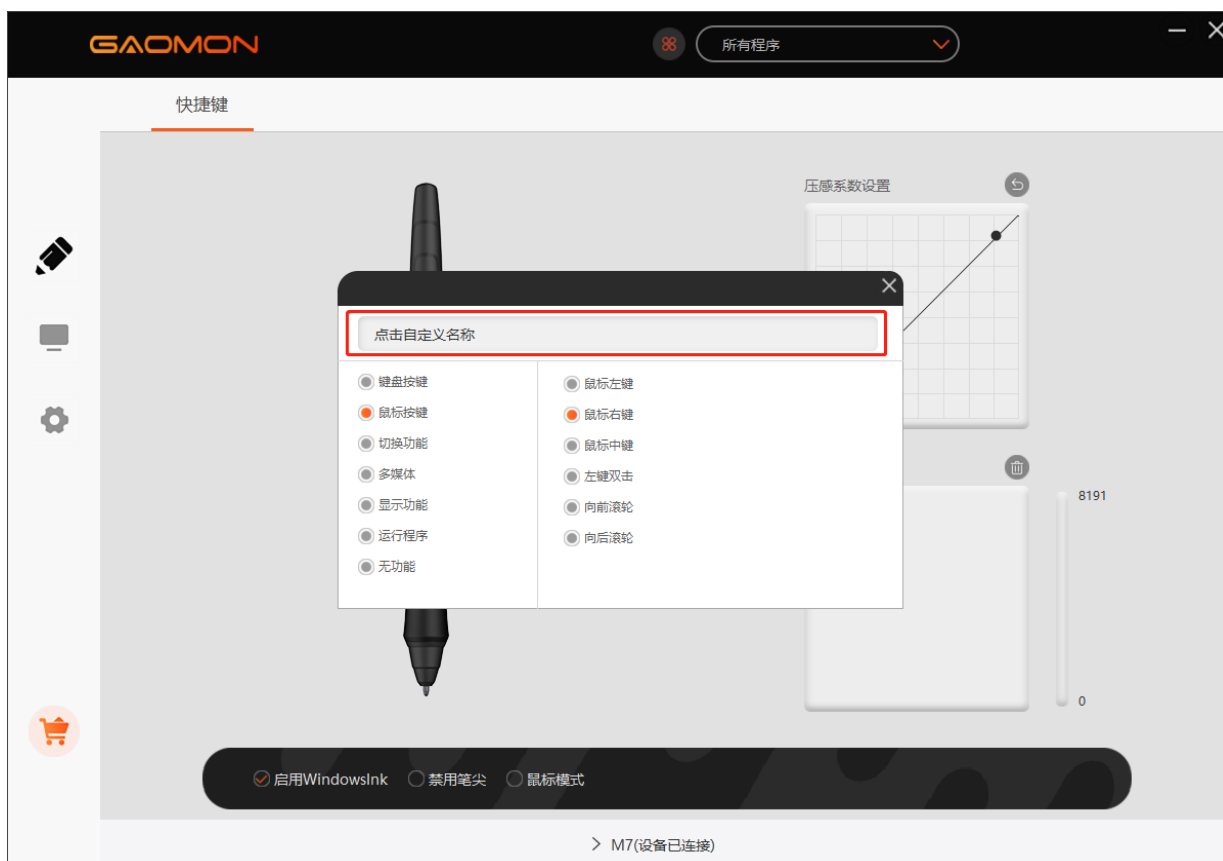 GAOMON
所有程序
快捷键
压感系数设置
点击自定义名称
键盘按键
鼠标按键
切换功能
多媒体
显示功能
运行程序
无功能
鼠标左键
鼠标右键
鼠标中键
左键双击
向前滚轮
向后滚轮
8191
0
启用WindowsInk 禁用笔尖 鼠标模式
M7(设备已连接)